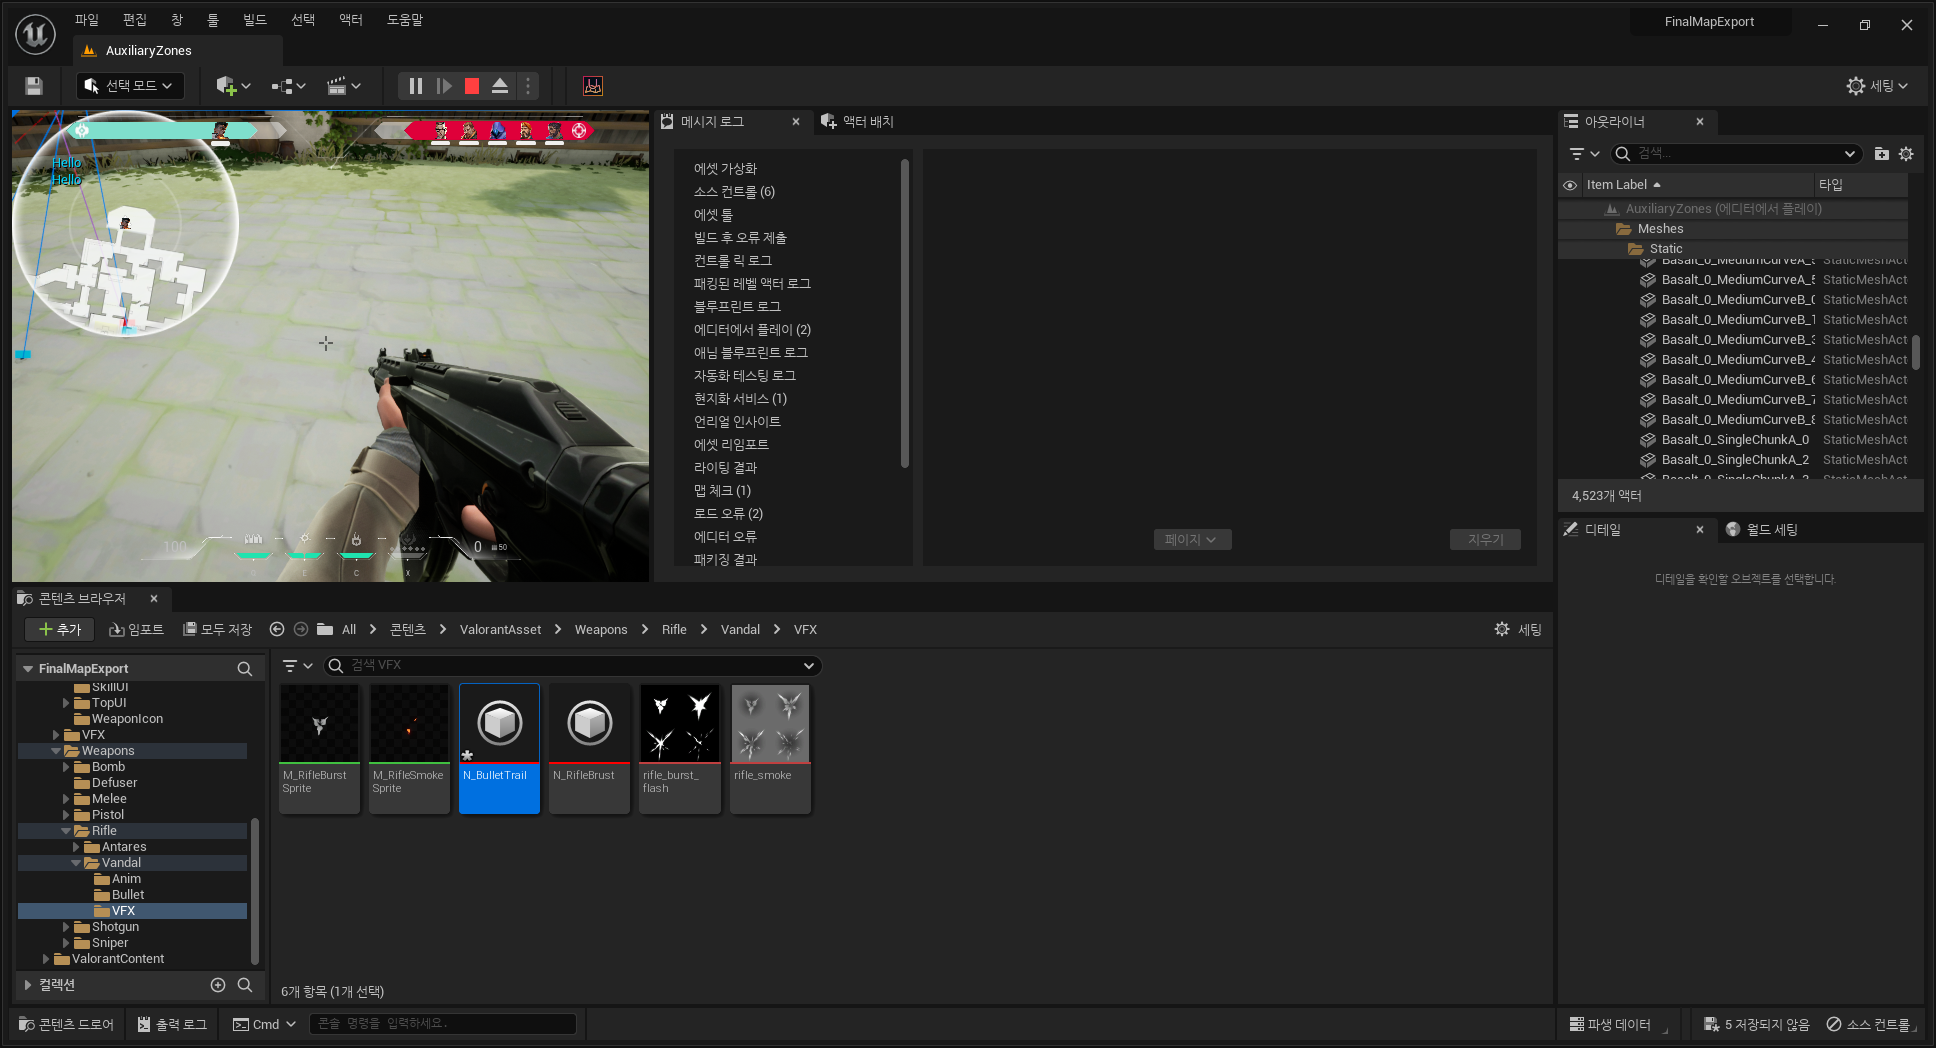 파일 편집 창 툴 빌드 선택 액터 도움말
FinalMapExport
AuxiliaryZones
선택 모드
세팅
Hello
Hello
100
0
50
E
C
X
메시지 로그
액터 배치
에셋 가상화
소스 컨트롤 (6)
에셋 툴
빌드 후 오류 제출
컨트롤 릭 로그
패킹된 레벨 액터 로그
블루프린트 로그
에디터에서 플레이 (2)
애님 블루프린트 로그
자동화 테스팅 로그
현지화 서비스 (1)
언리얼 인사이트
에셋 리임포트
라이팅 결과
맵 체크 (1)
로드 오류 (2)
에디터 오류
패키징 결과
페이지
지우기
아웃라이너
검색...
Item Label
타입
AuxiliaryZones (에디터에서 플레이)
Meshes
Static
Basalt_0_MediumCurveA_5 StaticMeshAct
Basalt_0_MediumCurveB_0 StaticMeshAct
Basalt_0_MediumCurveB_1 StaticMeshAct
Basalt_0_MediumCurveB_3 StaticMeshAct
Basalt_0_MediumCurveB_4 StaticMeshAct
Basalt_0_MediumCurveB_6 StaticMeshAct
Basalt_0_MediumCurveB_7 StaticMeshAct
Basalt_0_MediumCurveB_8 StaticMeshAct
Basalt_0_SingleChunkA_0 StaticMeshAct
Basalt_0_SingleChunkA_2 StaticMeshAct
4,523개 액터
디테일
월드 세팅
디테일을 확인할 오브젝트를 선택합니다.
콘텐츠 브라우저
추가
임포트
모두 저장
All 콘텐츠 ValorantAsset Weapons Rifle Vandal VFX
세팅
FinalMapExport
SkillUI
TopUI
WeaponIcon
VFX
Weapons
Bomb
Defuser
Melee
Pistol
Rifle
Antares
Vandal
Anim
Bullet
VFX
Shotgun
Sniper
ValorantContent
컬렉션
검색 VFX
M_RifleBurst
Sprite
M_RifleSmoke
Sprite
N_BulletTrail
N_RifleBrust
rifle_burst_
flash
rifle_smoke
6개 항목 (1개 선택)
콘텐츠 드로어
출력 로그
Cmd
콘솔 명령을 입력하세요.
파생 데이터
5 저장되지 않음
소스 컨트롤